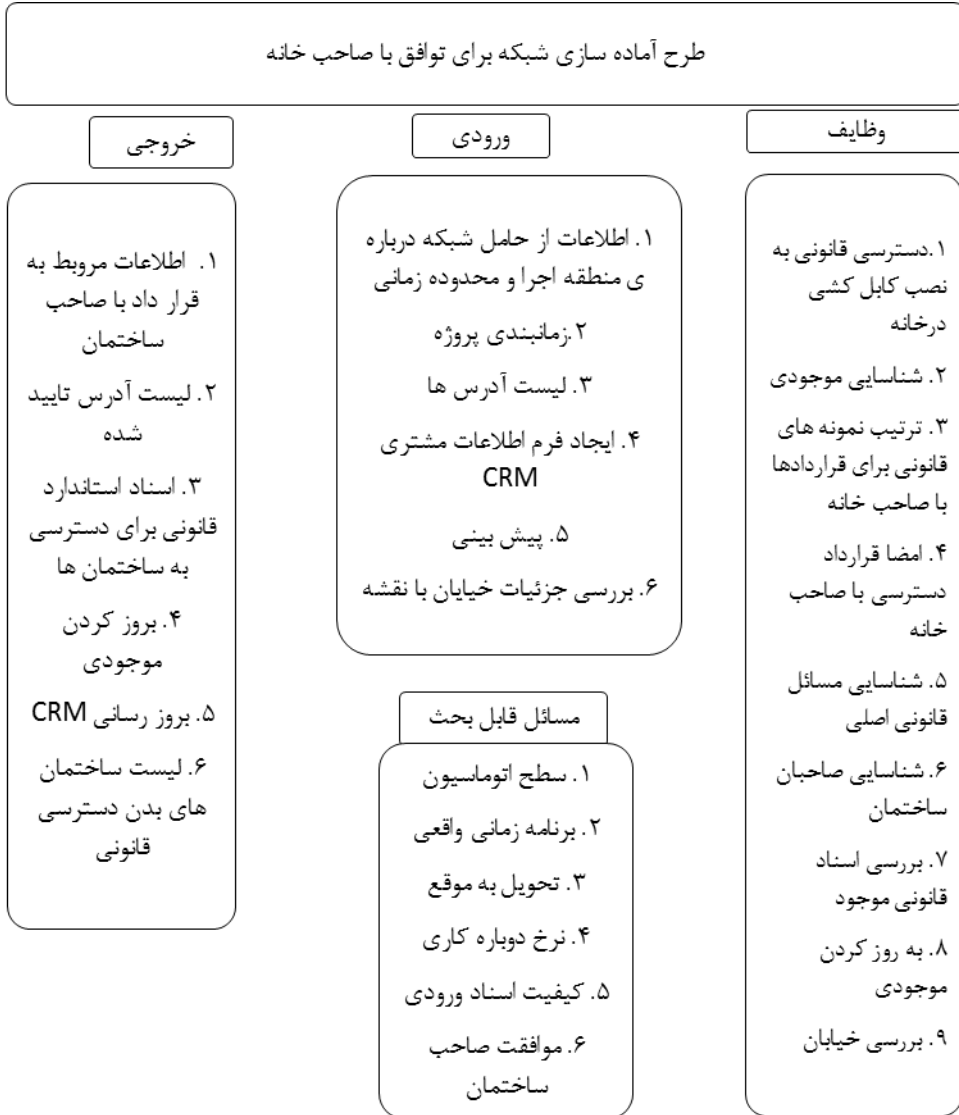 طرح آماده سازی شبکه برای توافق با صاحب خانه
وظایف
۱.دسترسی قانونی به
نصب کابل کشی
درخانه
۲. شناسایی موجودی
۳. ترتیب نمونه های
قانونی برای قراردادها
با صاحب خانه
۴. امضا قرارداد
دسترسی با صاحب
خانه
۵. شناسایی مسائل
قانونی اصلی
۶. شناسایی صاحبان
ساختمان
۷. بررسی اسناد
قانونی موجود
۸. به روز کردن
موجودی
۹. بررسی خیابان
ورودی
۱. اطلاعات از حامل شبکه درباره
ی منطقه اجرا و محدوده زمانی
۲.زمانبندی پروژه
۳. لیست آدرس ها
۴. ایجاد فرم اطلاعات مشتری
CRM
۵. پیش بینی
۶. بررسی جزئیات خیابان با نقشه
مسائل قابل بحث
۱. سطح اتوماسیون
۲. برنامه زمانی واقعی
۳. تحویل به موقع
۴. نرخ دوباره کاری
۵. کیفیت اسناد ورودی
۶. موافقت صاحب
ساختمان
خروجی
۱. اطلاعات مروبط به
قرار داد با صاحب
ساختمان
۲. لیست آدرس تایید
شده
۳. اسناد استاندارد
قانونی برای دسترسی
به ساختمان ها
۴. بروز کردن
موجودی
۵. بروز رسانی CRM
۶. لیست ساختمان
های بدن دسترسی
قانونی